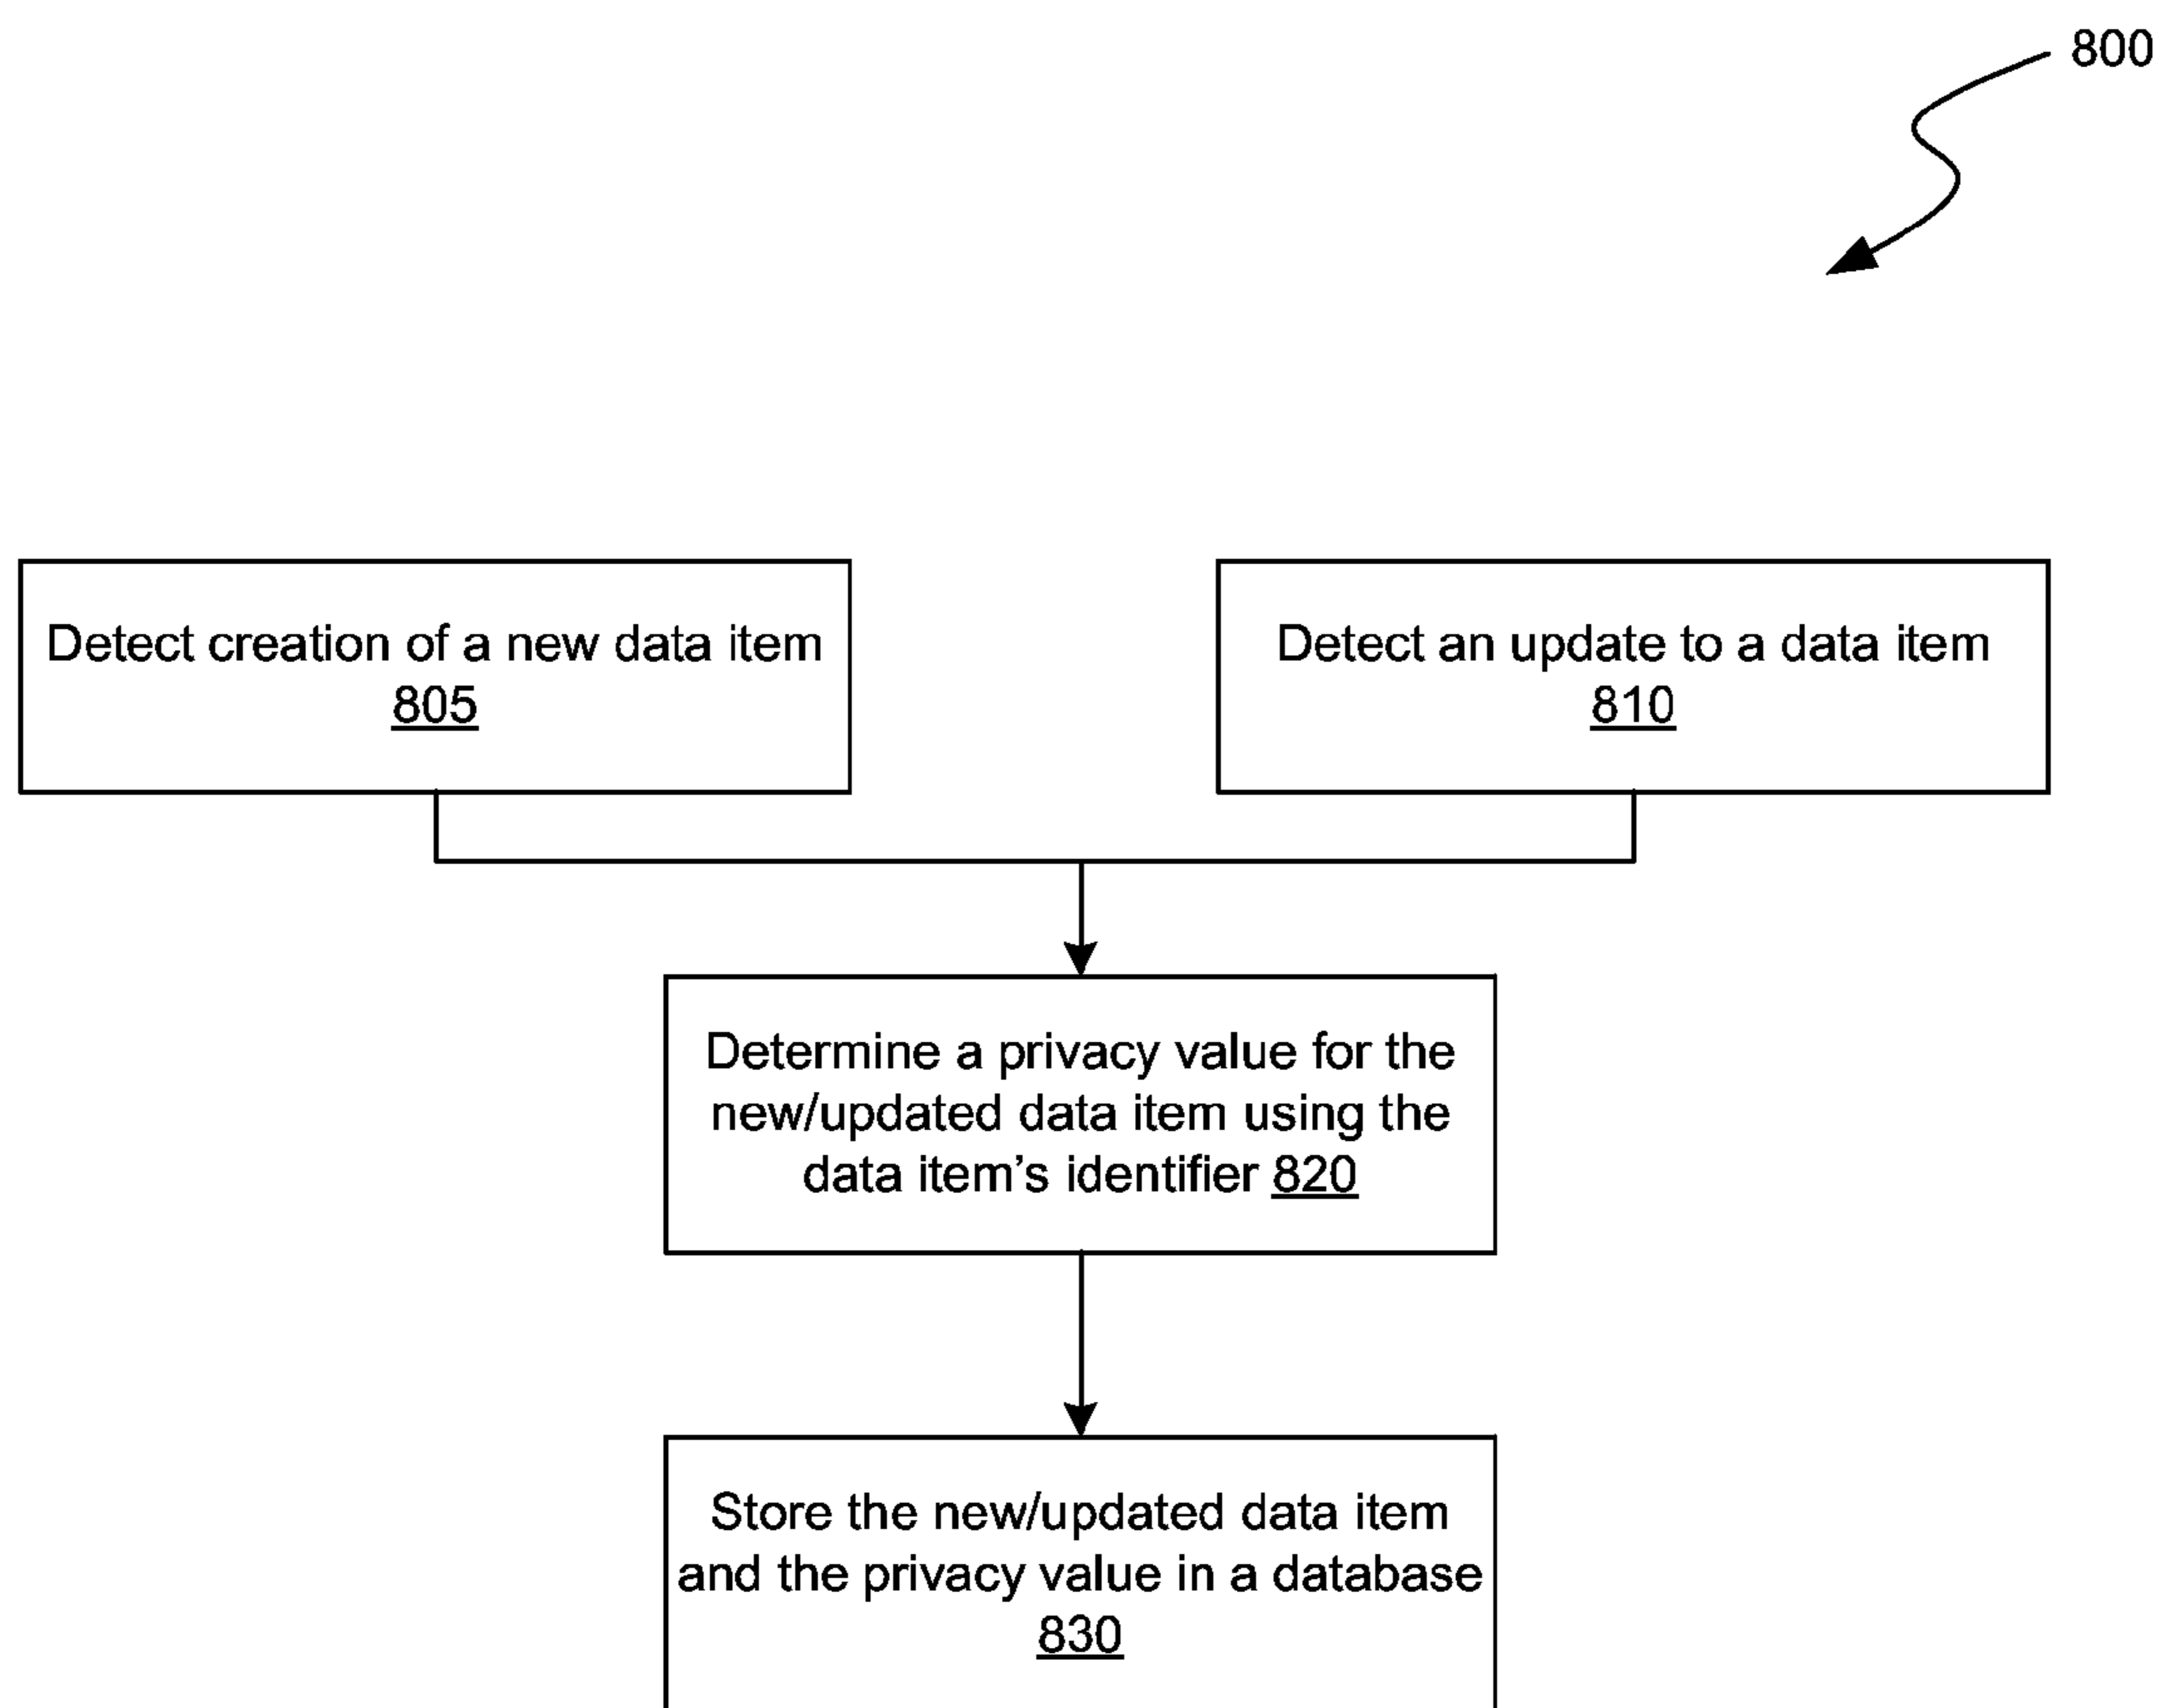 800
Detect creation of a new data item
805
Detect an update to a data item
810
Determine a privacy value for the
new/updated data item using the
data item’s identifier 820
Store the new/updated data item
and the privacy value in a database
830